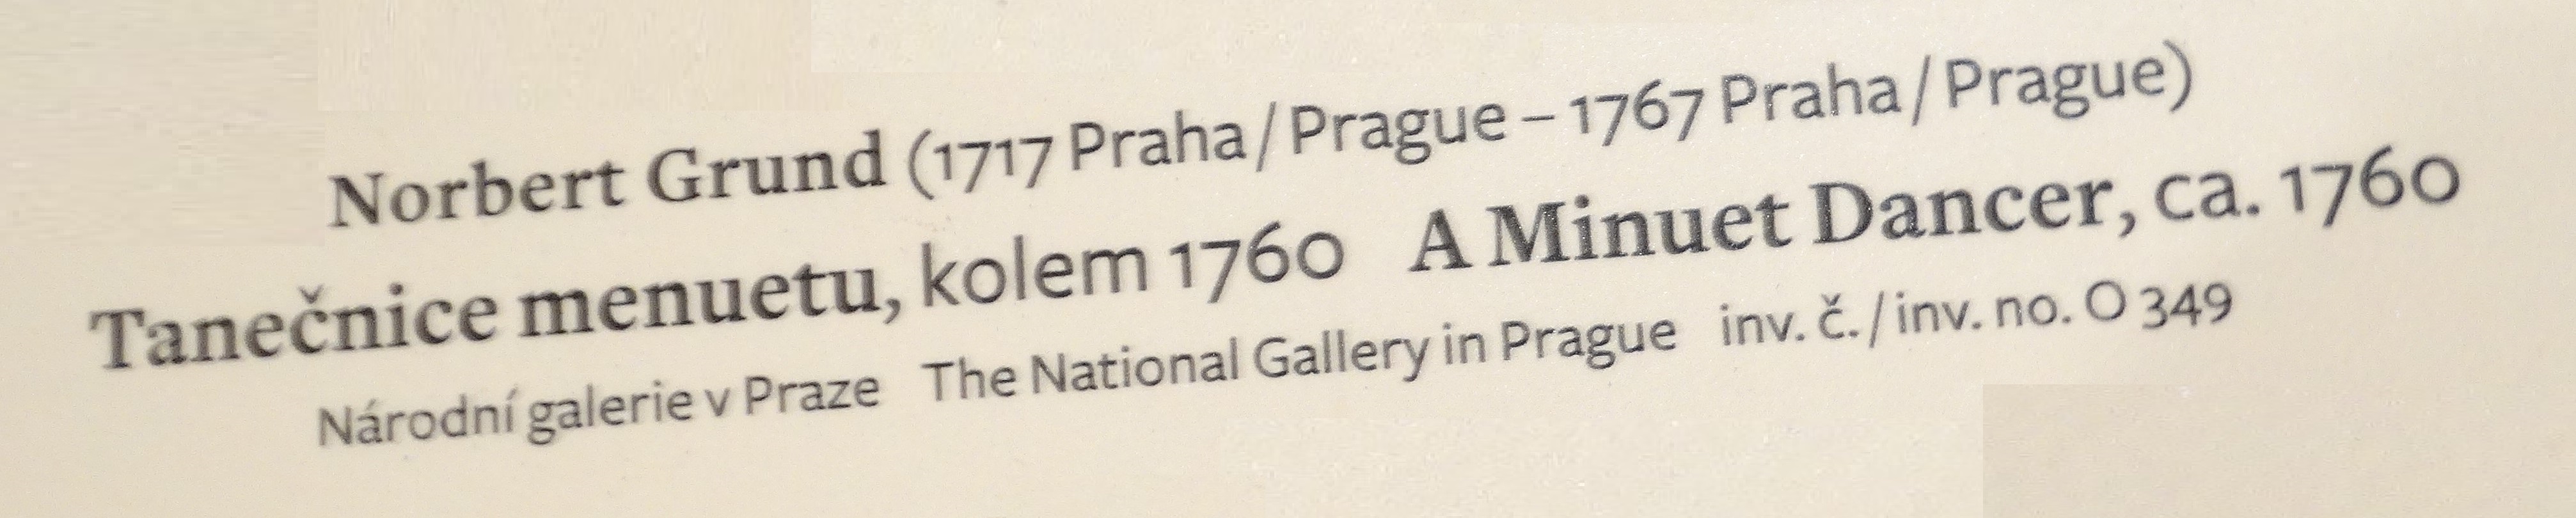 Norbert Grund (1717 Praha / Prague – 1767 Praha / Prague)
Tanečnice menuetu, kolem 1760 A Minuet Dancer, ca. 1760
Národní galerie v Praze The National Gallery in Prague inv. č. / inv. no. O 349